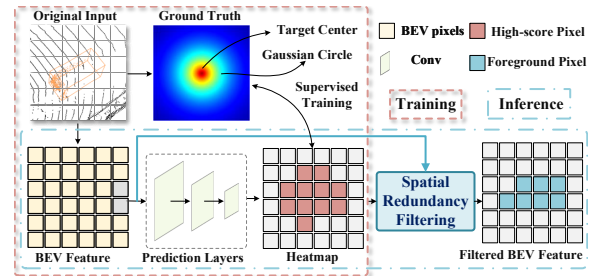 Original Input
Ground Truth
Target Center
Gaussian Circle
Supervised
Training
BEV pixels
High-score Pixel
Conv
Foreground Pixel
Training
Inference
BEV Feature
Prediction Layers
Heatmap
Spatial
Redundancy
Filtering
Filtered BEV Feature